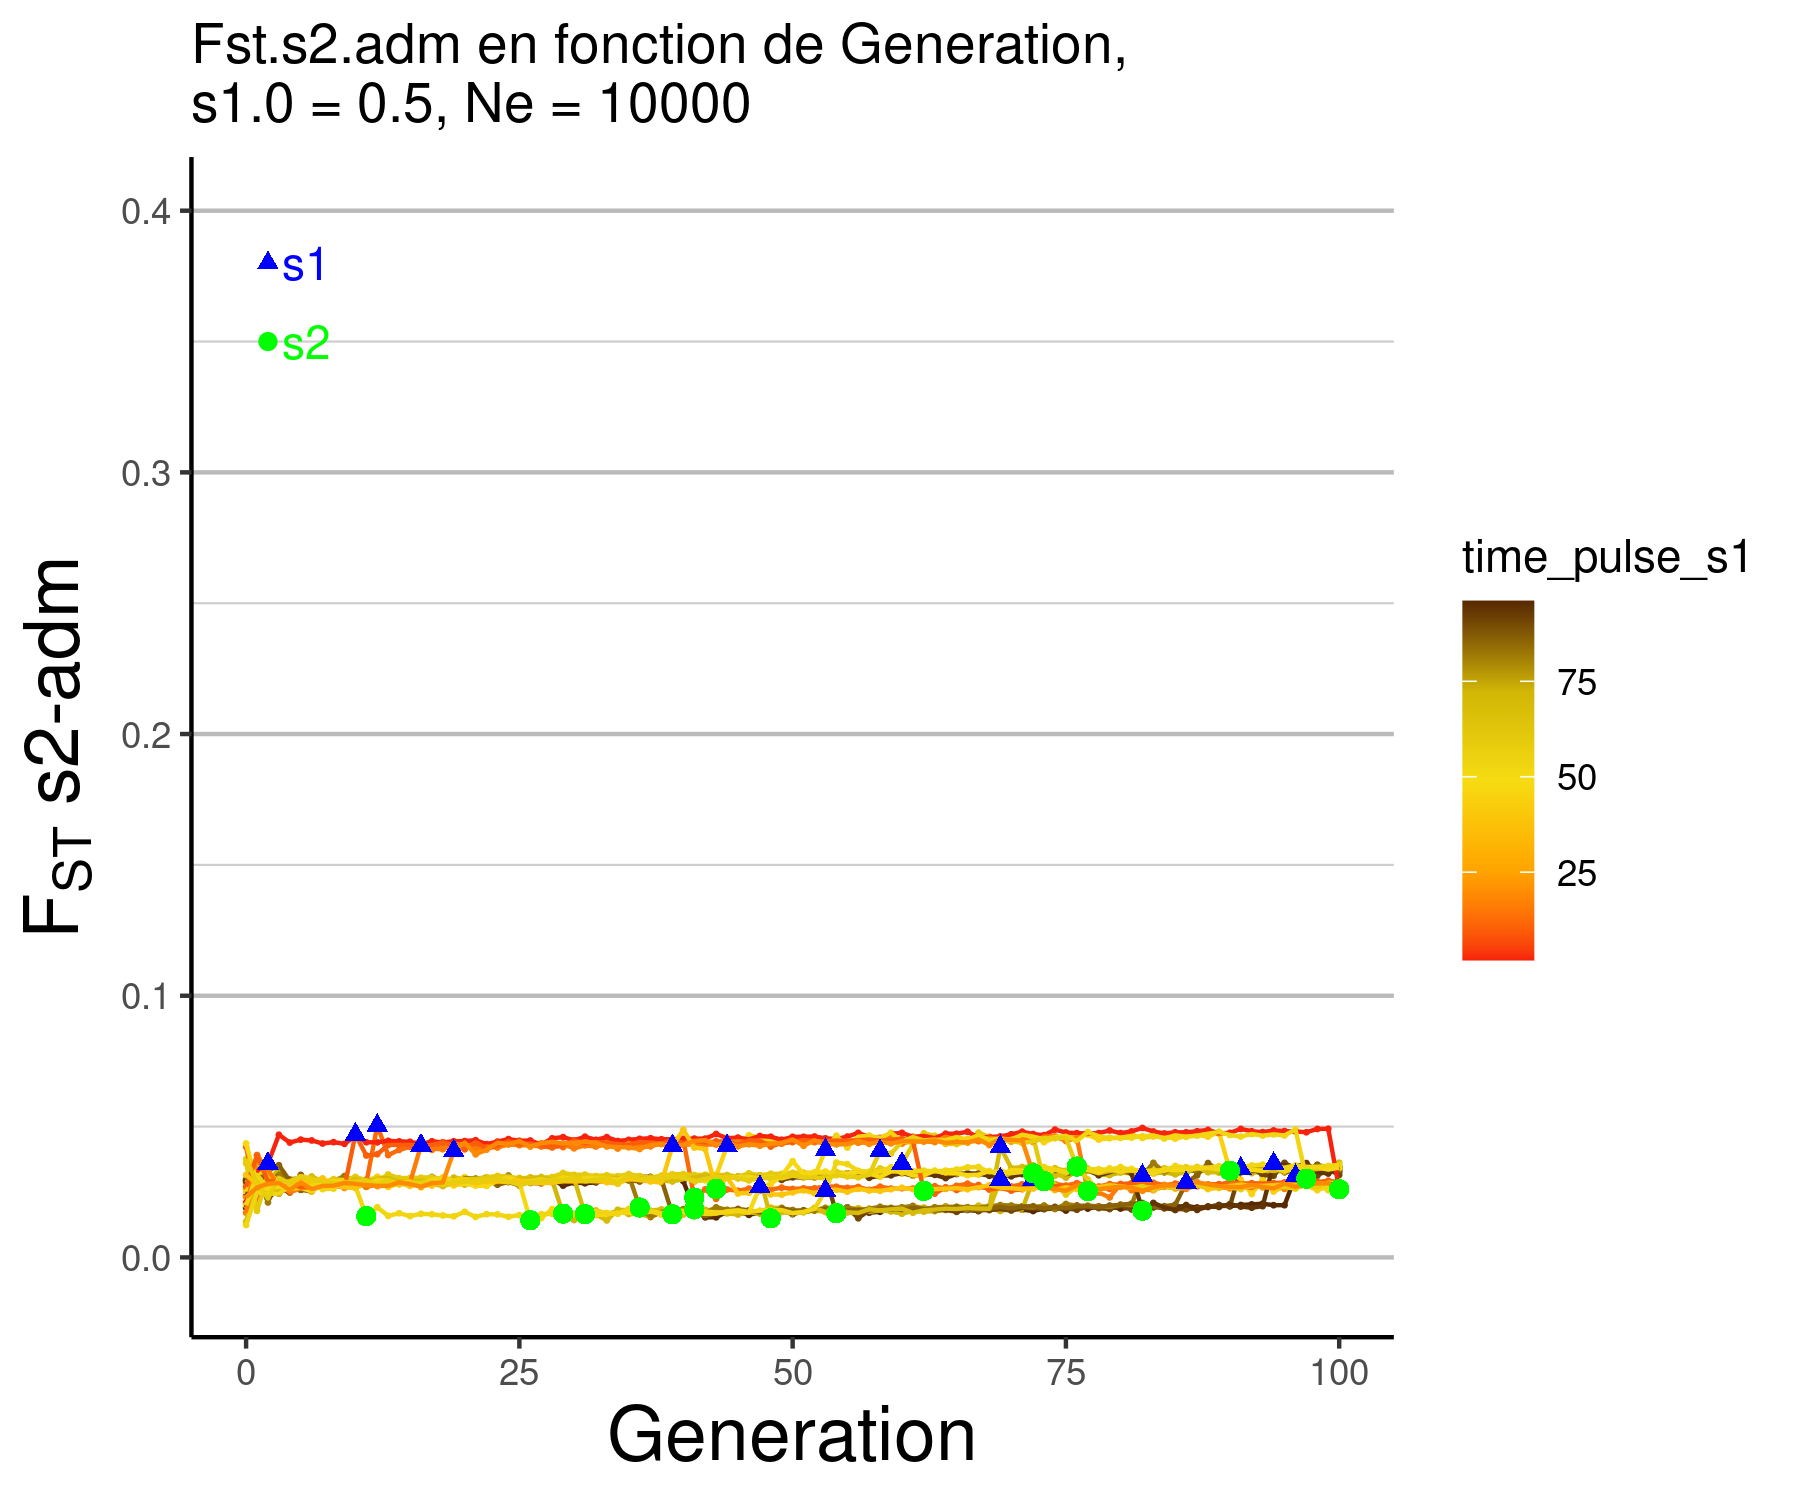 Fst.s2.adm en fonction de Generation,
s1.0 = 0.5, Ne = 10000
0.4
s1
s2
0.3
0.2
0.1
0.0
FST s2-adm
0 25 50 75 100
Generation
time_pulse_s1
75
50
25